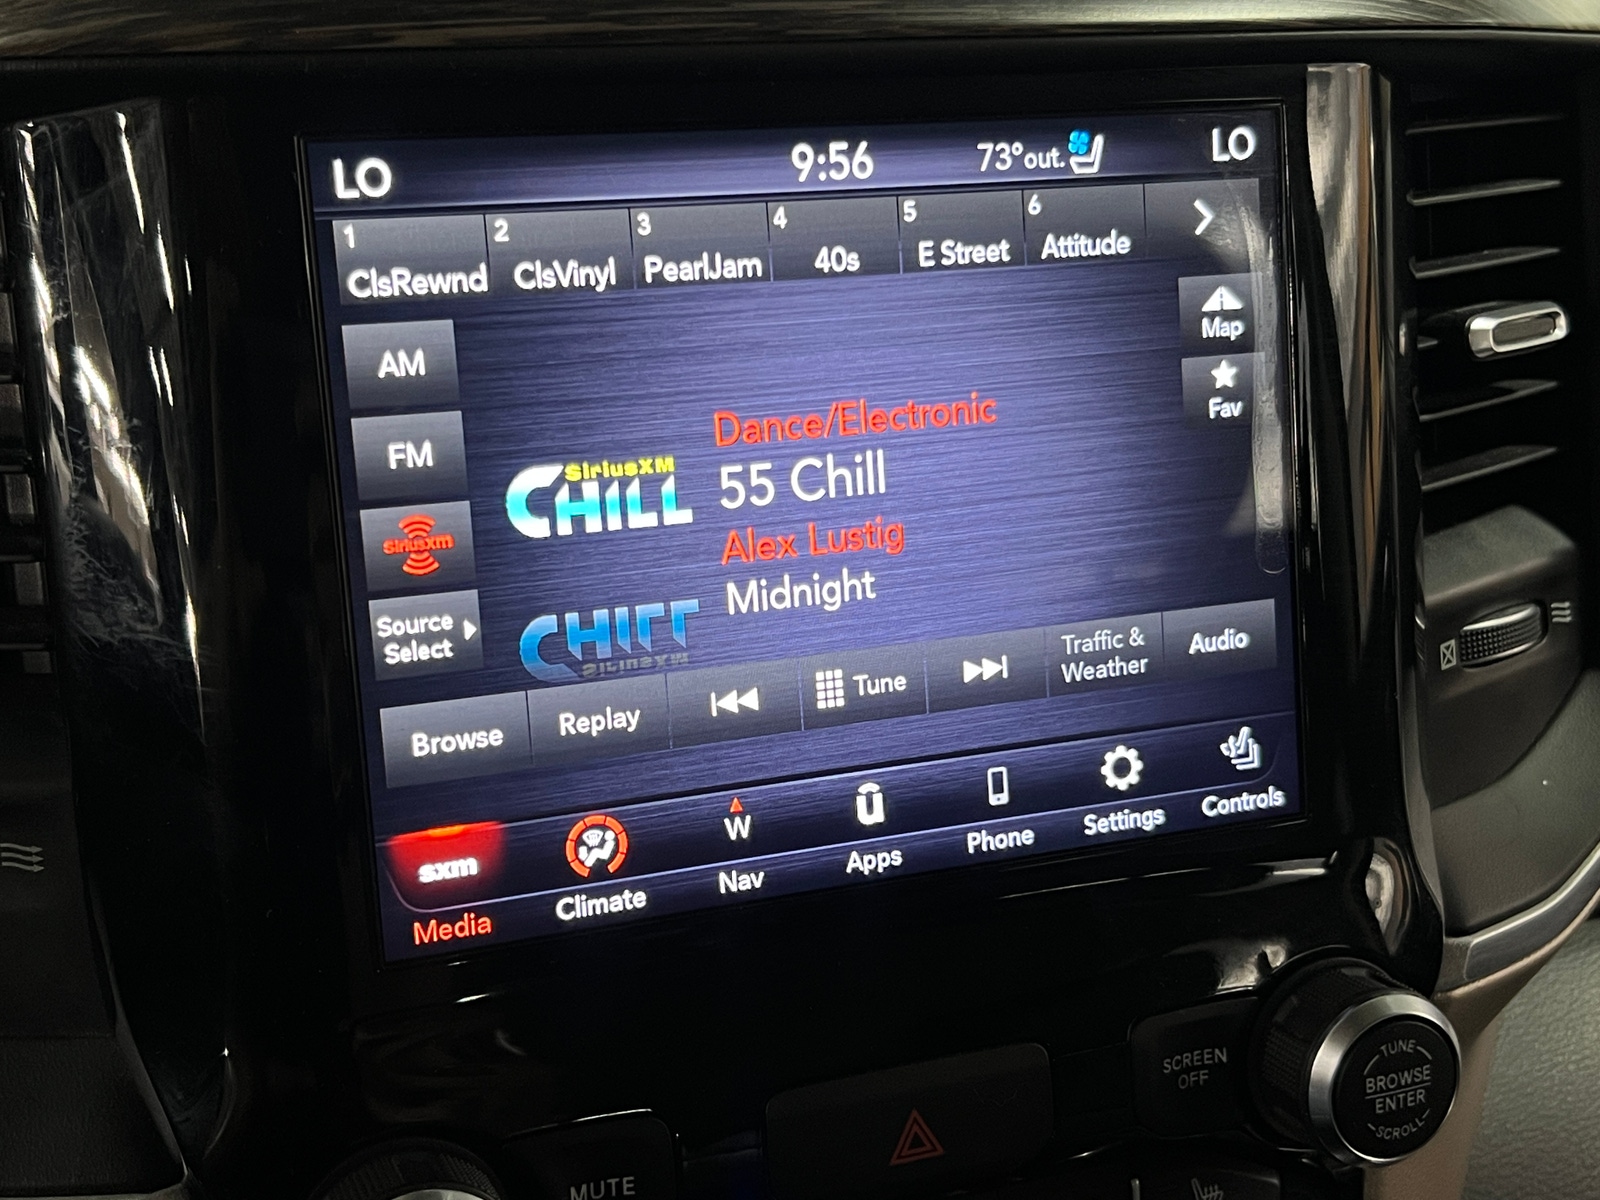 LO 9:56 73°out. LO
1 2 3 4 5 6
ClsRewnd ClsVinyl PearlJam 40s E Street Attitude
Map
Fav
AM
FM
SiriusXM
Source
Select
SiriusXM
CHILL
Dance/Electronic
55 Chill
Alex Lustig
Midnight
Browse Replay Tune Traffic &
Weather Audio
sxm W
Media Climate Nav Apps Phone Settings Controls
SCREEN
OFF
TUNE
BROWSE
ENTER
SCROLL
MUTE